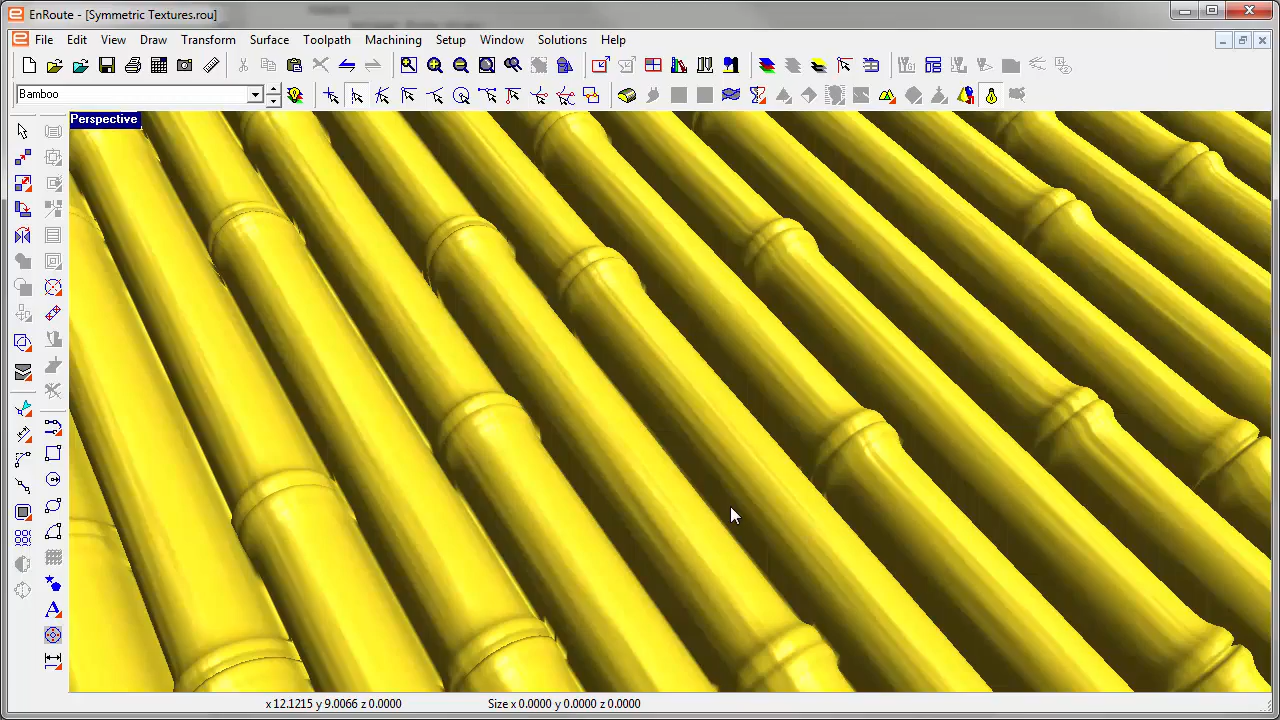 EnRoute - [Symmetric Textures.rou]
File Edit View Draw Transform Surface Toolpath Machining Setup Window Solutions Help
Bamboo
Perspective
x 12.1215 y 9.0066 z 0.0000 Size x 0.0000 y 0.0000 z 0.0000